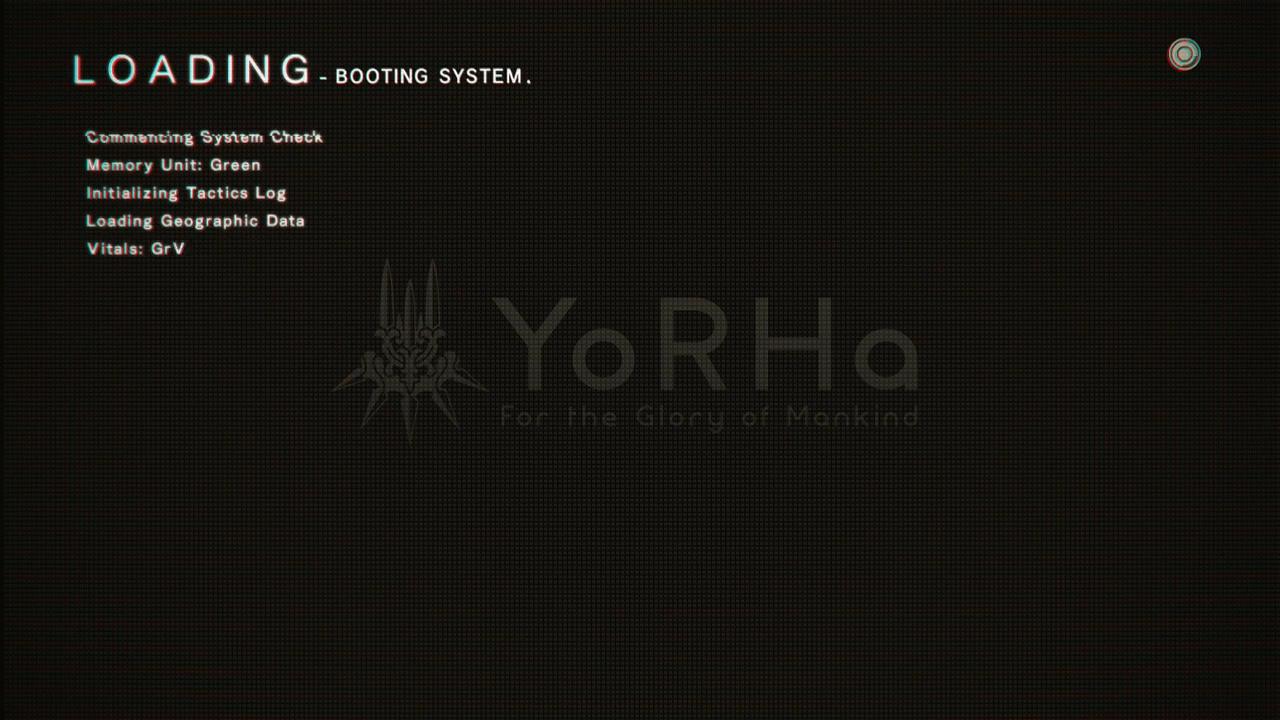 LOADING - BOOTING SYSTEM.
Commencing System Check
Memory Unit: Green
Initializing Tactics Log
Loading Geographic Data
Vitals: GrV
YoRHa
For the Glory of Mankind